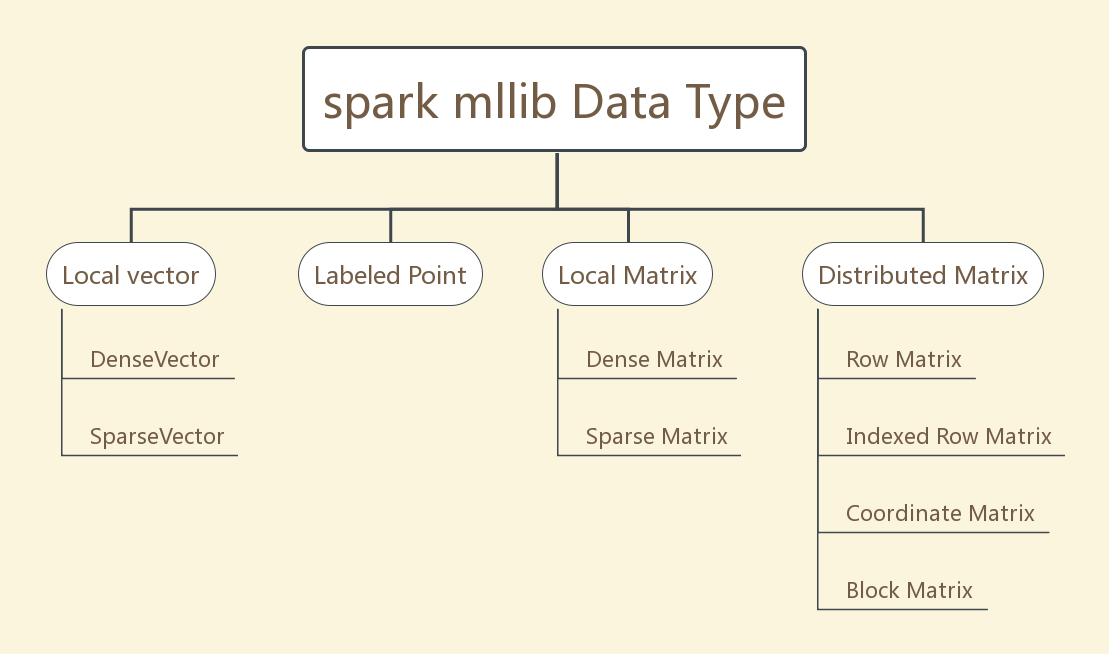 spark mllib Data Type
Local vector
DenseVector
SparseVector
Labeled Point
Local Matrix
Dense Matrix
Sparse Matrix
Distributed Matrix
Row Matrix
Indexed Row Matrix
Coordinate Matrix
Block Matrix